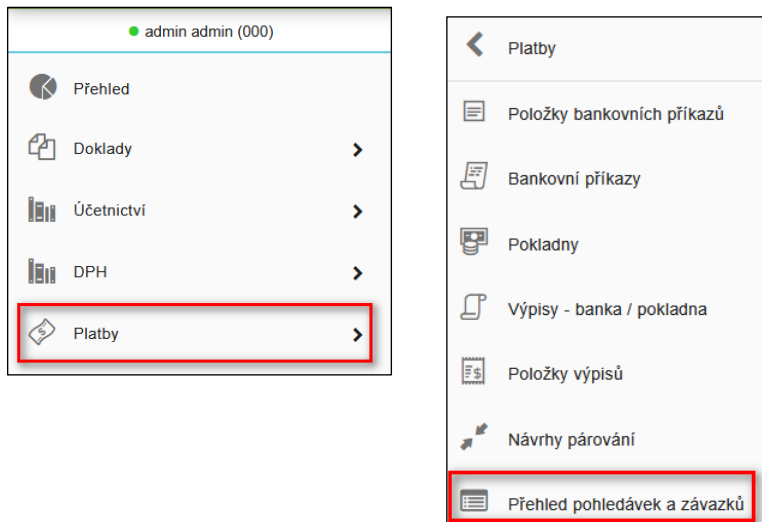 admin admin (000)
Přehled
Doklady
Účetnictví
DPH
Platby
Platby
Položky bankovních příkazů
Bankovní příkazy
Pokladny
Výpisy - banka / pokladna
Položky výpisů
Návrhy párování
Přehled pohledávek a závazků